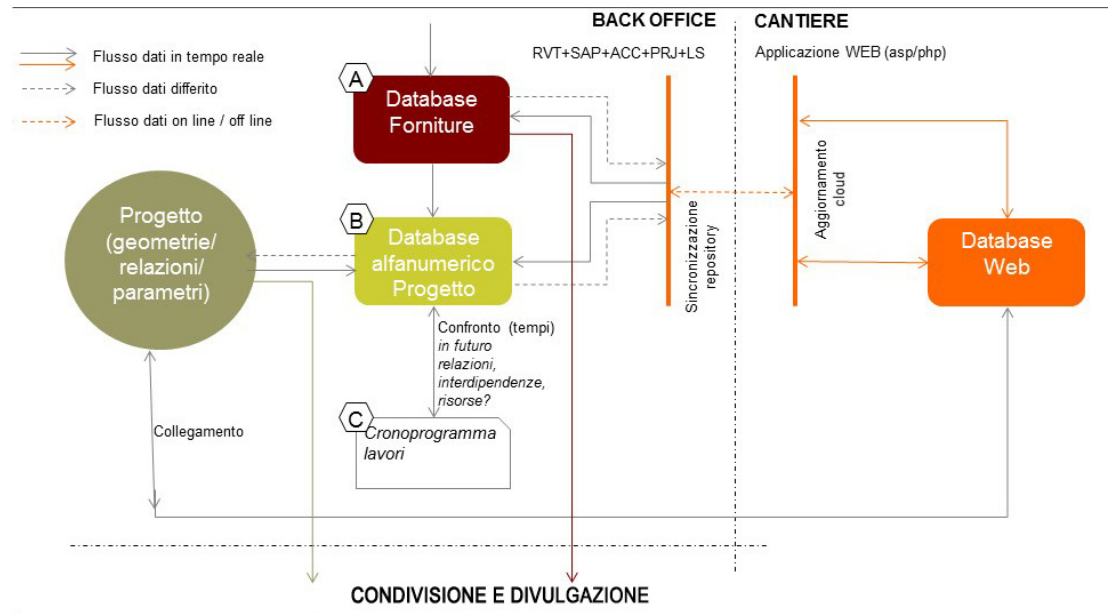 BACK OFFICE
CANTIERE
RVT+SAP+ACC+PRJ+LS
Applicazione WEB (asp/php)
Flusso dati in tempo reale
Flusso dati differito
Flusso dati on line / off line
A
Database
Forniture
B
Database
alfanumerico
Progetto
Progetto
(geometrie/
relazioni/
parametri)
Sincronizzazione
repository
Aggiornamento
cloud
Database
Web
Confronto (tempi)
in futuro
relazioni,
interdipendenze,
risorse?
C
Cronoprogramma
lavori
Collegamento
CONDIVISIONE E DIVULGAZIONE